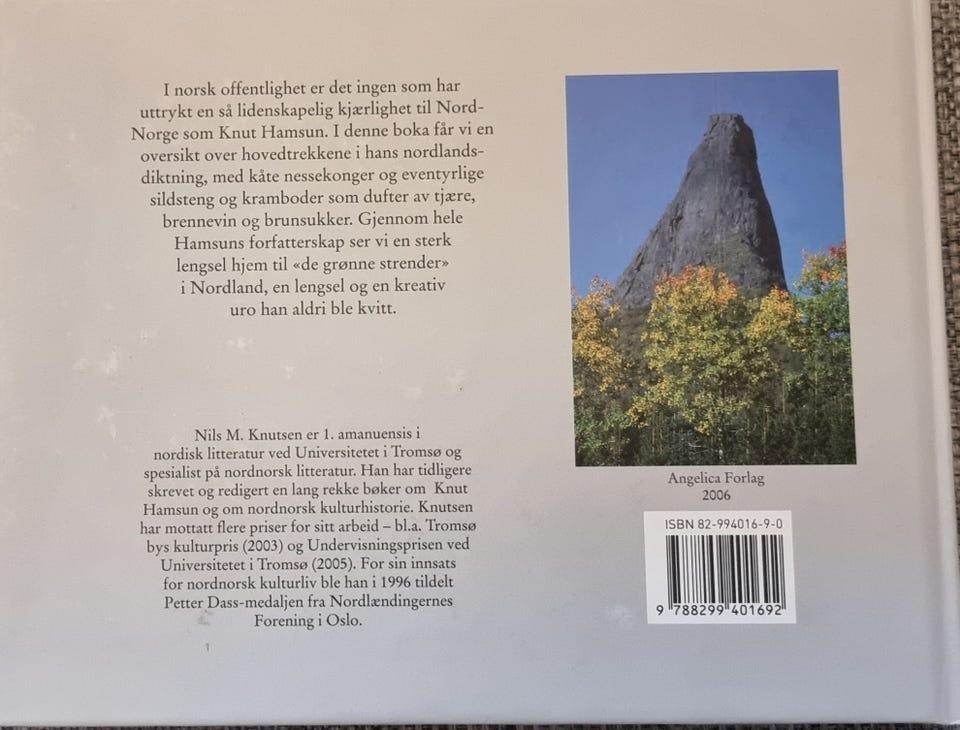 I norsk offentlighet er det ingen som har
uttrykt en så lidenskapelig kjærlighet til Nord-
Norge som Knut Hamsun. I denne boka får vi en
oversikt over hovedtrekkene i hans nordlands-
diktning, med kåte nessekonger og eventyrlige
sildsteng og kramboder som dufter av tjære,
brennevin og brunsukker. Gjennom hele
Hamsuns forfatterskap ser vi en sterk
lengsel hjem til «de grønne strender»
i Nordland, en lengsel og en kreativ
uro han aldri ble kvitt.
Nils M. Knutsen er 1. amanuensis i
nordisk litteratur ved Universitetet i Tromsø og
spesialist på nordnorsk litteratur. Han har tidligere
skrevet og redigert en lang rekke bøker om Knut
Hamsun og om nordnorsk kulturhistorie. Knutsen
har mottatt flere priser for sitt arbeid – bl.a. Tromsø
bys kulturpris (2003) og Undervisningsprisen ved
Universitetet i Tromsø (2005). For sin innsats
for nordnorsk kulturliv ble han i 1996 tildelt
Petter Dass-medaljen fra Nordlændingernes
Forening i Oslo.
Angelica Forlag
2006
ISBN 82-994016-9-0
9 788299 401692